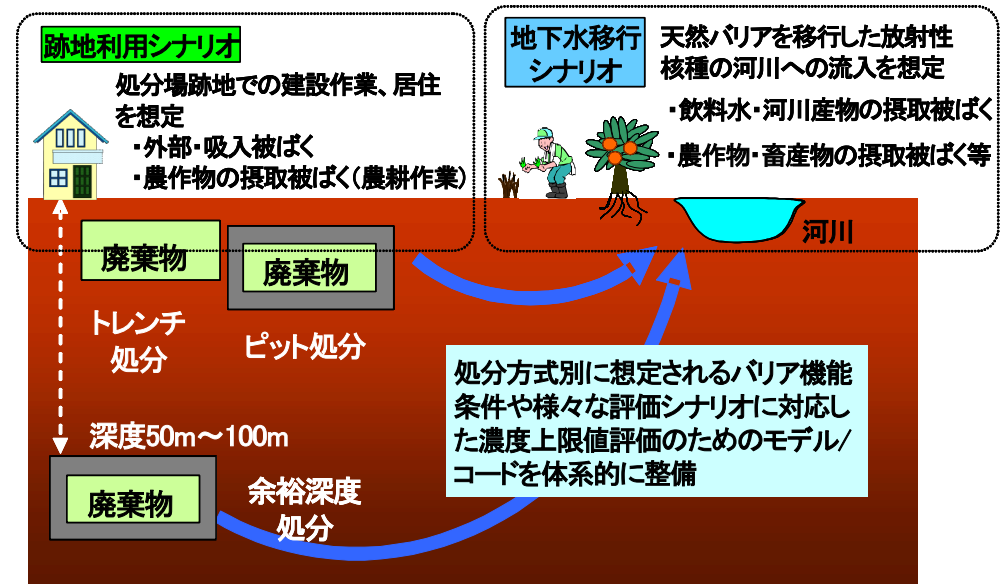 跡地利用シナリオ
処分場跡地での建設作業、居住
を想定
・外部・吸入被ばく
・農作物の摂取被ばく（農耕作業）
地下水移行
シナリオ
天然バリアを移行した放射性
核種の河川への流入を想定
・飲料水・河川産物の摂取被ばく
・農作物・畜産物の摂取被ばく等
河川
廃棄物
廃棄物
トレンチ
処分
ピット処分
処分方式別に想定されるバリア機能
条件や様々な評価シナリオに対応し
た濃度上限値評価のためのモデル/
コードを体系的に整備
深度50m～100m
廃棄物
余裕深度
処分